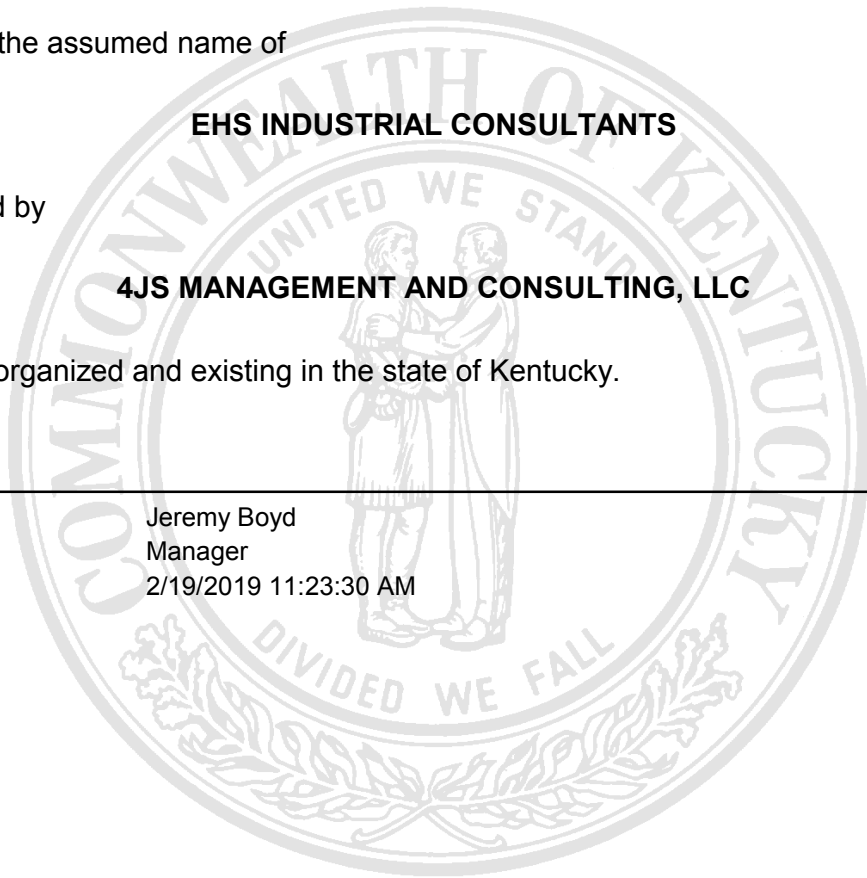 the assumed name of
EHS INDUSTRIAL CONSULTANTS
d by
4JS MANAGEMENT AND CONSULTING, LLC
organized and existing in the state of Kentucky.
Jeremy Boyd
Manager
2/19/2019 11:23:30 AM
COMMONWEALTH OF KENTUCKY
UNITED WE STAND
DIVIDED WE FALL